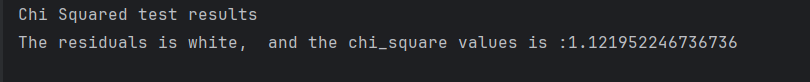 Chi Squared test results
The residuals is white,  and the chi_square values is :1.121952246736736